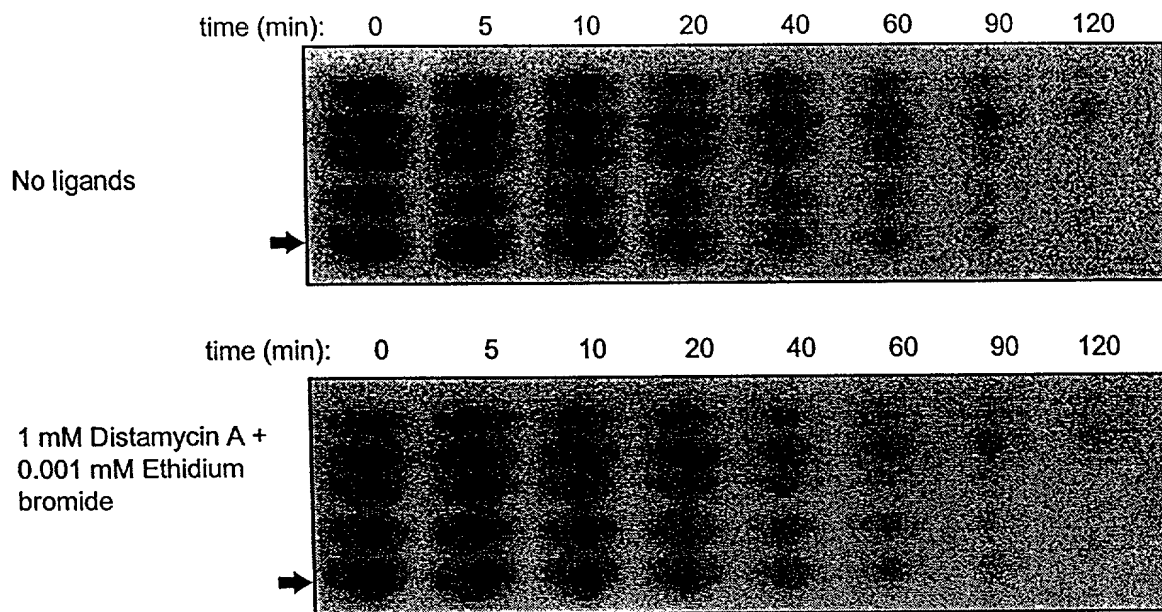 time (min): 0 5 10 20 40 60 90 120
No ligands
time (min): 0 5 10 20 40 60 90 120
1 mM Distamycin A +
0.001 mM Ethidium
bromide